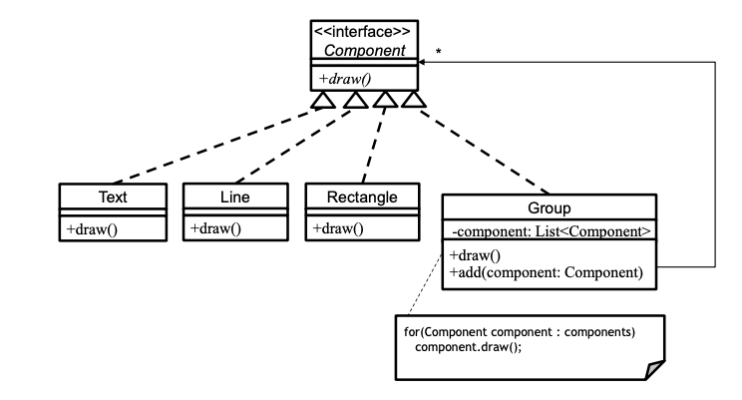 <<interface>>
Component
*
+draw()
Text
+draw()
Line
+draw()
Rectangle
+draw()
Group
-component: List<Component>
+draw()
+add(component: Component)
for(Component component : components)
component.draw();